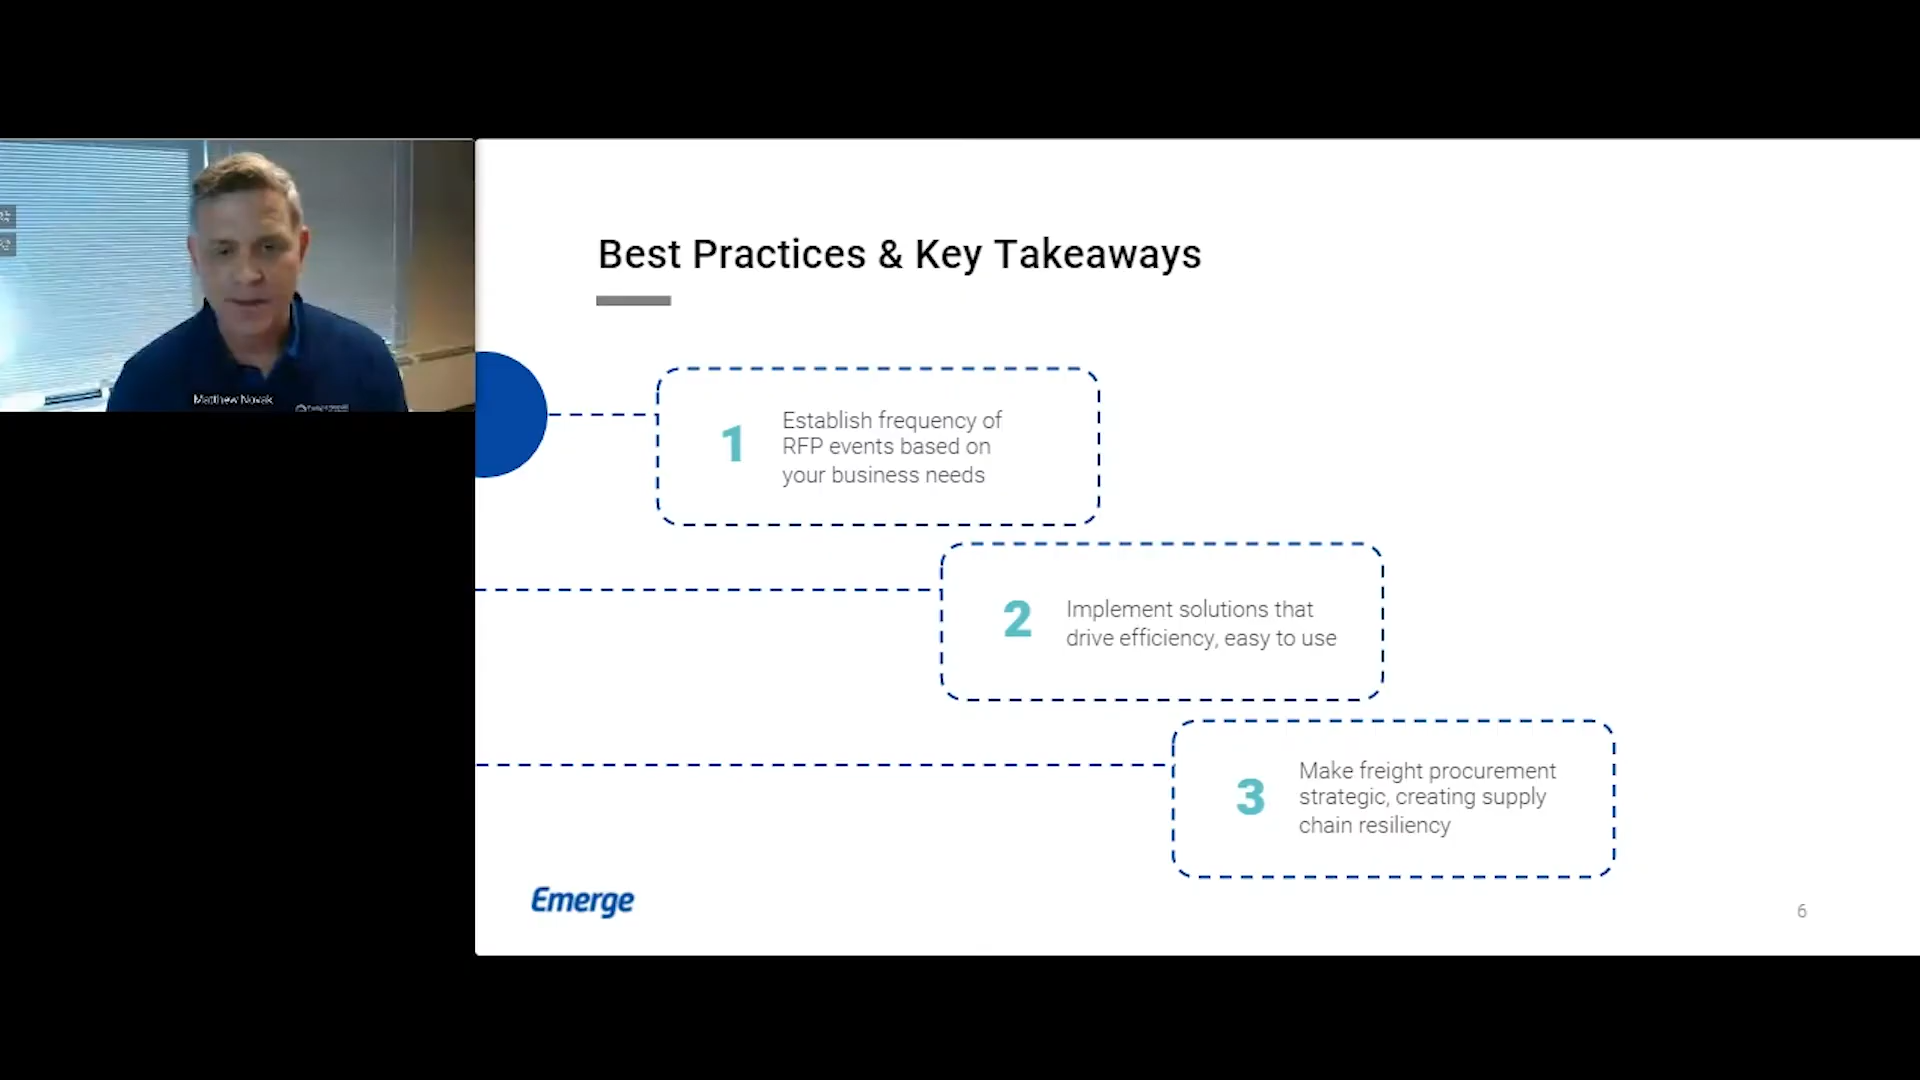 Matthew Novak
Best Practices & Key Takeaways
1
Establish frequency of
RFP events based on
your business needs
2
Implement solutions that
drive efficiency, easy to use
3
Make freight procurement
strategic, creating supply
chain resiliency
Emerge
6